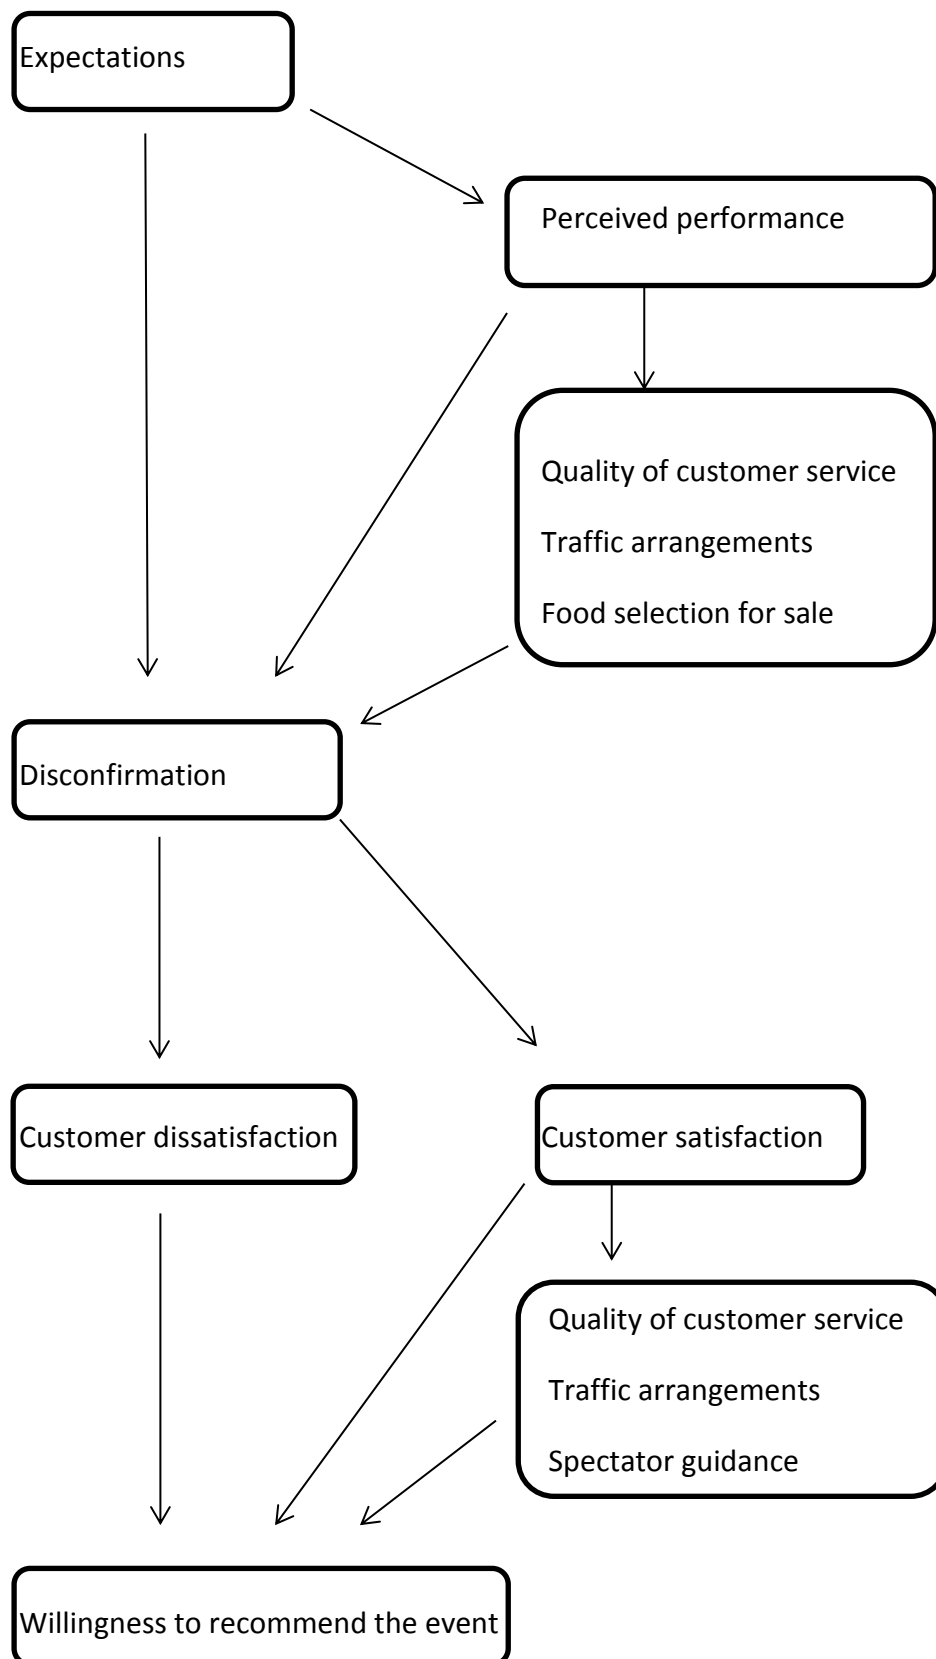 Expectations
Perceived performance
Quality of customer service
Traffic arrangements
Food selection for sale
Disconfirmation
Customer dissatisfaction
Customer satisfaction
Quality of customer service
Traffic arrangements
Spectator guidance
Willingness to recommend the event